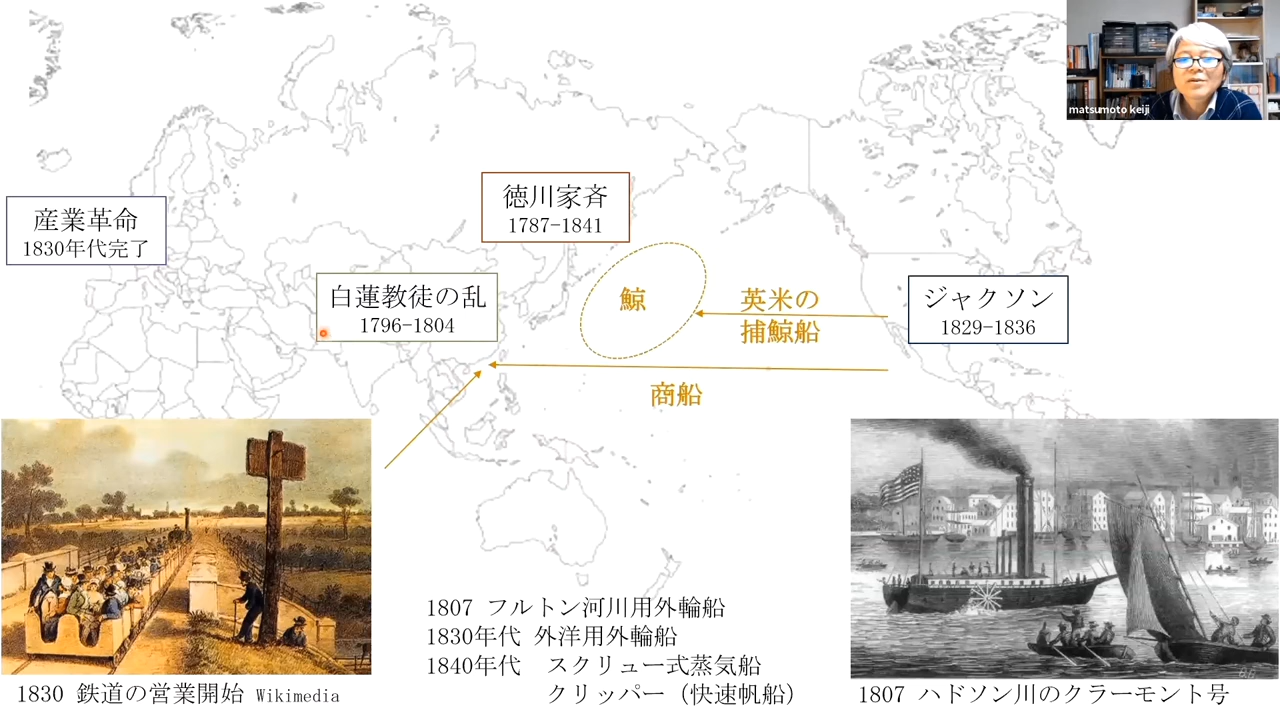 matsumoto keiji
徳川家斉
1787-1841
産業革命
1830年代完了
白蓮教徒の乱
1796-1804
鯨
英米の
捕鯨船
ジャクソン
1829-1836
商船
1807 フルトン河川用外輪船
1830年代 外洋用外輪船
1840年代 スクリュー式蒸気船
クリッパー（快速帆船）
1830 鉄道の営業開始 Wikimedia
1807 ハドソン川のクラーモント号